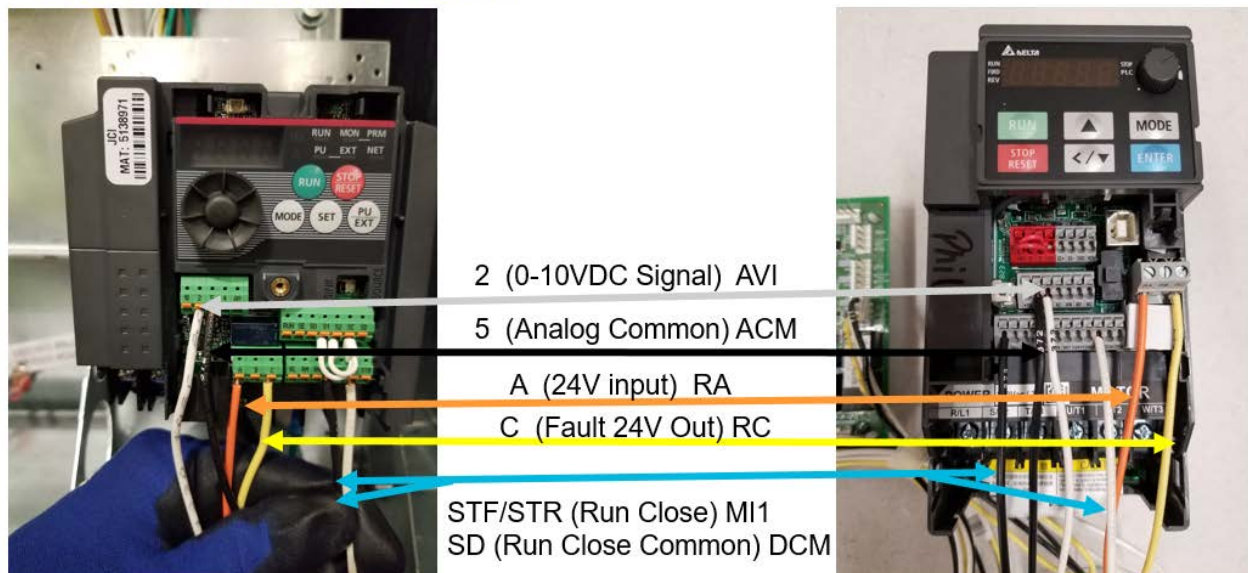 JCI
MAT: 5138971
RUN MON PRM
PU EXT NET
RUN
STOP
RESET
MODE
SET
PU
EXT
2 (0-10VDC Signal) AVI
5 (Analog Common) ACM
A (24V input) RA
C (Fault 24V Out) RC
STF/STR (Run Close) MI1
SD (Run Close Common) DCM
DELTA
RUN
FWD
REV
STOP
PLC
RUN
MODE
STOP
RESET
</▼
ENTER
Phil
672
POWER
MOTOR
R/L1
U/T1
W/T3